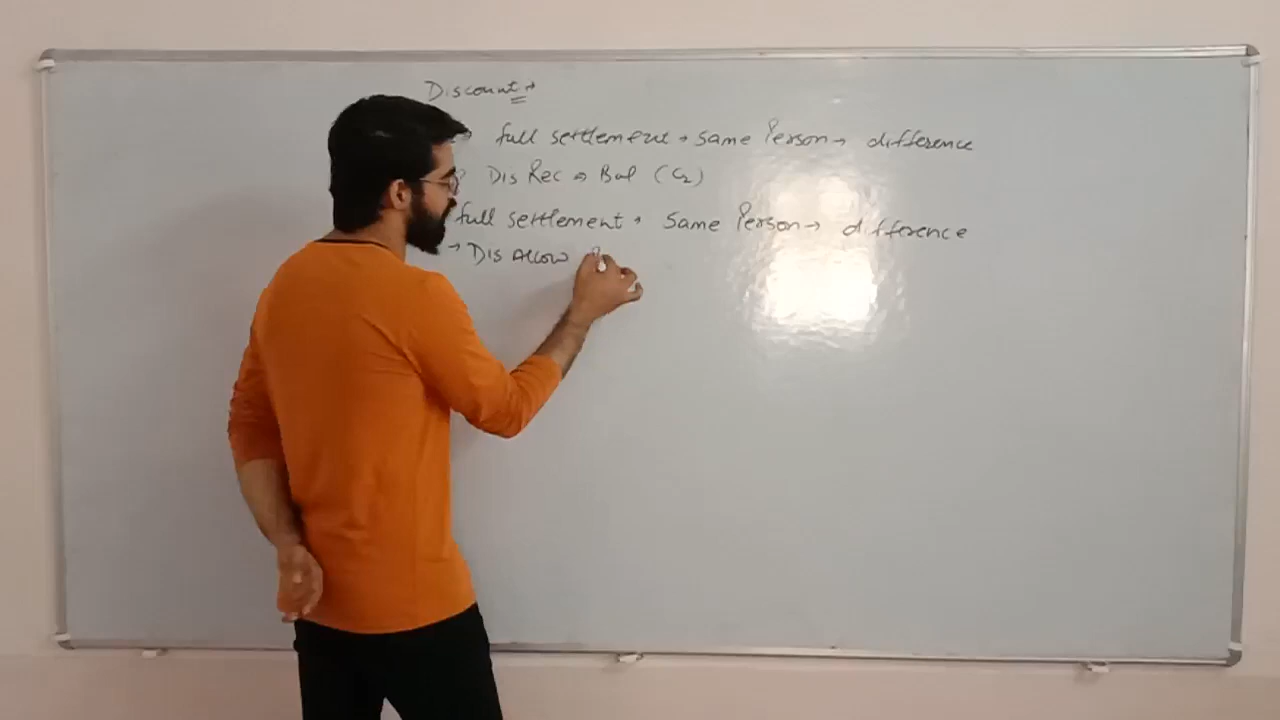 Discount →
full settlement → same Person → difference
Dis Rec → Bal (C2)
full settlement → Same Person → difference
→ Dis Allow